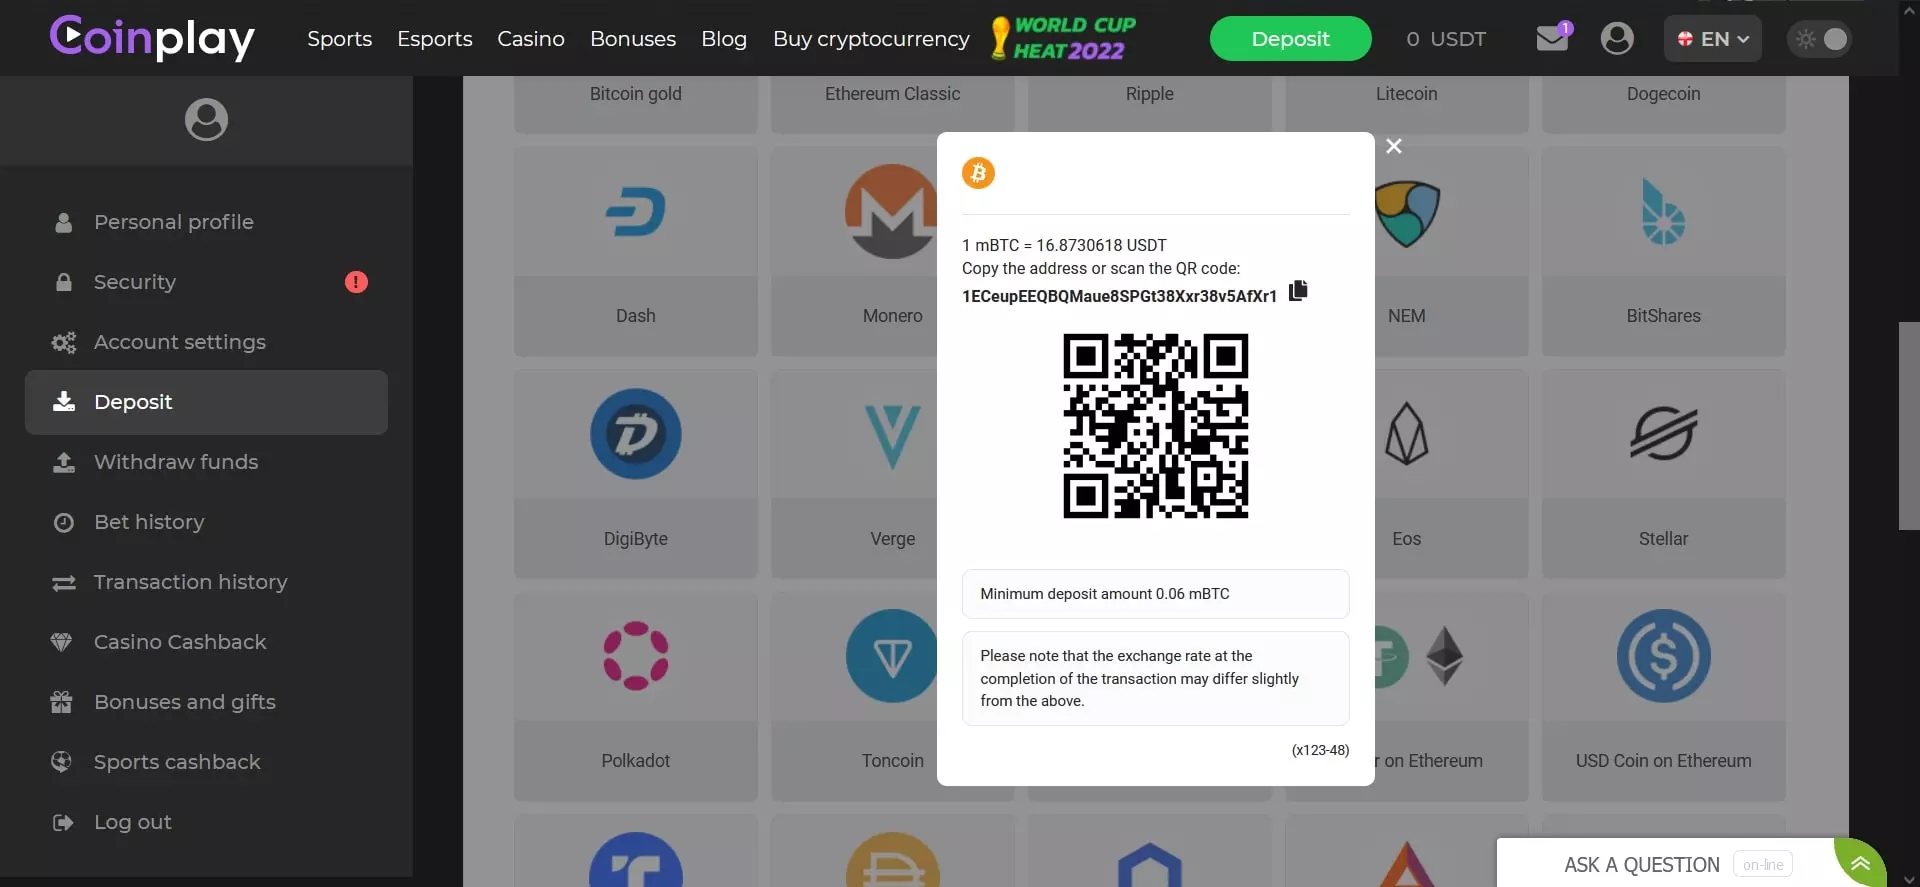 Coinplay
Sports
Esports
Casino
Bonuses
Blog
Buy cryptocurrency
WORLD CUP
HEAT 2022
Deposit
0 USDT
1
EN
Personal profile
Security
!
Account settings
Deposit
Withdraw funds
Bet history
Transaction history
Casino Cashback
Bonuses and gifts
Sports cashback
Log out
Bitcoin gold
Ethereum Classic
Ripple
Litecoin
Dogecoin
Dash
Monero
NEM
BitShares
DigiByte
Verge
Eos
Stellar
Polkadot
Toncoin
r on Ethereum
USD Coin on Ethereum
1 mBTC = 16.8730618 USDT
Copy the address or scan the QR code:
1ECeupEEQBQMaue8SPGt38Xxr38v5AfXr1
Minimum deposit amount 0.06 mBTC
Please note that the exchange rate at the
completion of the transaction may differ slightly
from the above.
(x123-48)
ASK A QUESTION
on-line